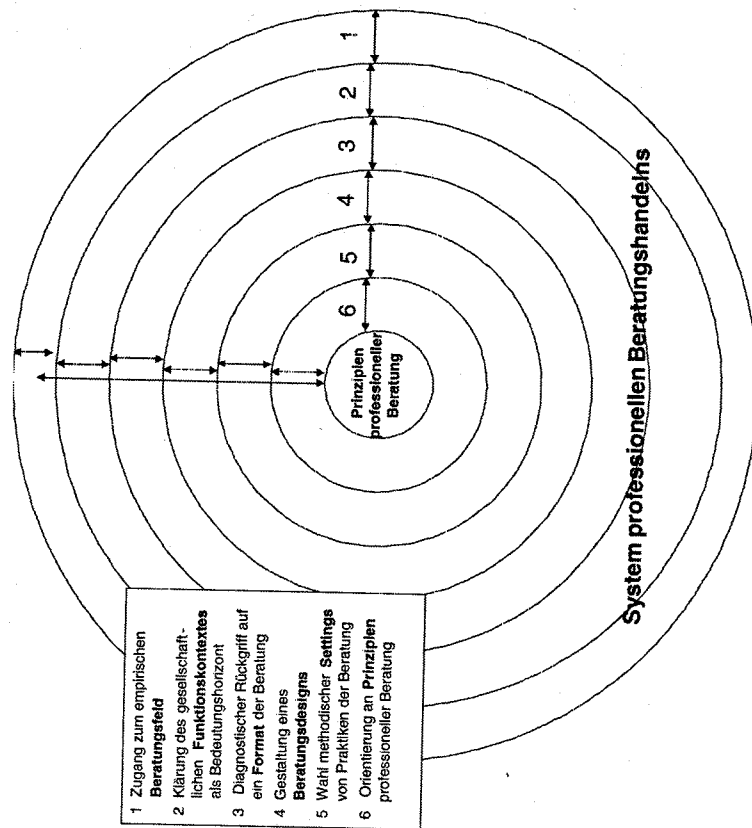 1
2
3
4
5
6
Prinzipien
professioneller
Beratung
System professionellen Beratungshandelns
1 Zugang zum empirischen
Beratungsfeld
2 Klärung des gesellschaft-
lichen Funktionskontextes
als Bedeutungshorizont
3 Diagnostischer Rückgriff auf
ein Format der Beratung
4 Gestaltung eines
Beratungsdesigns
5 Wahl methodischer Settings
von Praktiken der Beratung
6 Orientierung an Prinzipien
professioneller Beratung